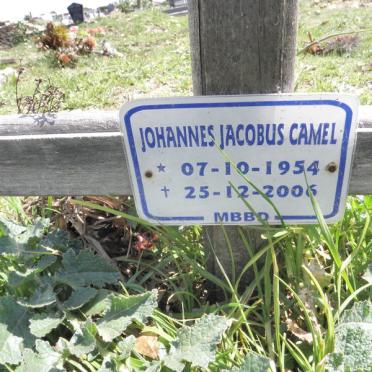 JOHANNES JACOBUS CAMEL
★ 07-10-1954
✝ 25-12-2006
MBBD